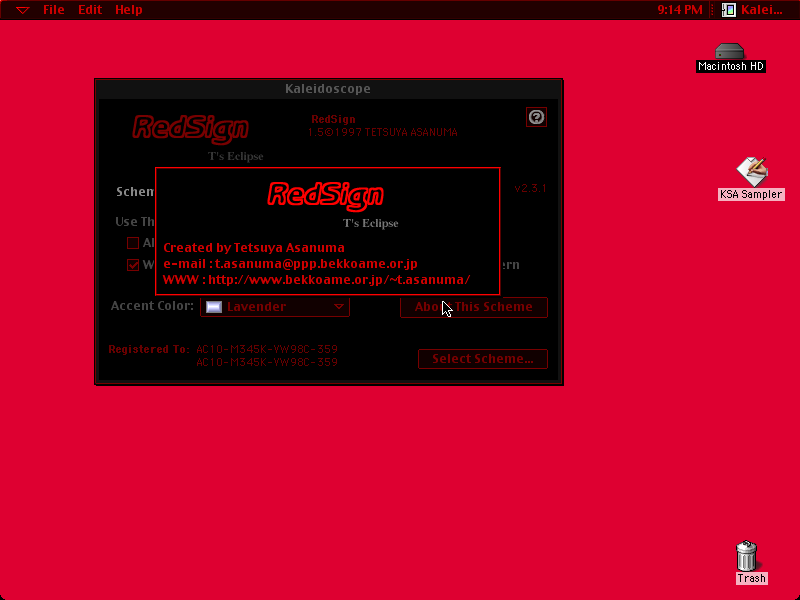 File Edit Help
9:14 PM Kalei...
Macintosh HD
Kaleidoscope
RedSign
T's Eclipse
RedSign
1.5©1997 TETSUYA ASANUMA
KSA Sampler
Schem
v2.3.1
RedSign
T's Eclipse
Created by Tetsuya Asanuma
e-mail : t.asanuma@ppp.bekkoame.or.jp
WWW : http://www.bekkoame.or.jp/~t.asanuma/
Use Th
Accent Color: Lavender
This Scheme
Registered To: AC10-M345K-YW98C-359
AC10-M345K-YW98C-359
Select Scheme...
Trash